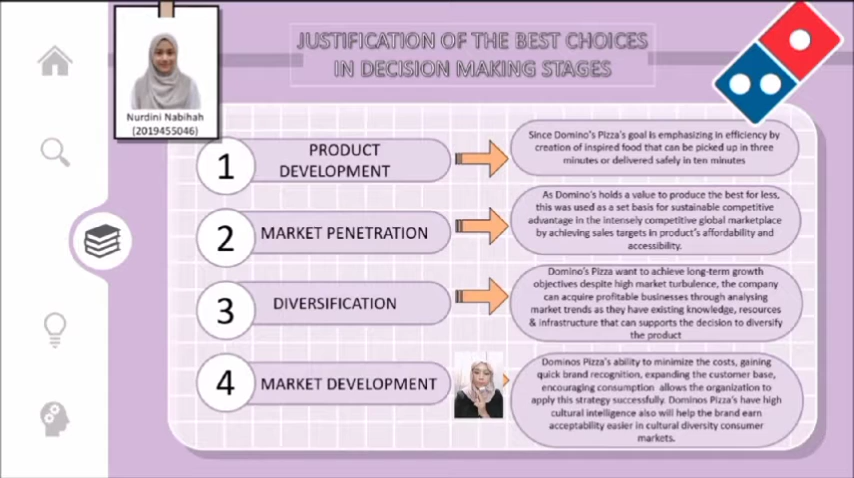 JUSTIFICATION OF THE BEST CHOICES
IN DECISION MAKING STAGES
Nurdini Nabihah
(2019455046)
1
PRODUCT
DEVELOPMENT
Since Domino's Pizza's goal is emphasizing in efficiency by
creation of inspired food that can be picked up in three
minutes or delivered safely in ten minutes
2
MARKET PENETRATION
As Domino's holds a value to produce the best for less,
this was used as a set basis for sustainable competitive
advantage in the intensely competitive global marketplace
by achieving sales targets in product's affordability and
accessibility.
3
DIVERSIFICATION
Domino's Pizza want to achieve long-term growth
objectives despite high market turbulence, the company
can acquire profitable businesses through analysing
market trends as they have existing knowledge, resources
& infrastructure that can supports the decision to diversify
the product
4
MARKET DEVELOPMENT
Dominos Pizza's ability to minimize the costs, gaining
quick brand recognition, expanding the customer base,
encouraging consumption allows the organization to
apply this strategy successfully. Dominos Pizza's have high
cultural intelligence also will help the brand earn
acceptability easier in cultural diversity consumer
markets.